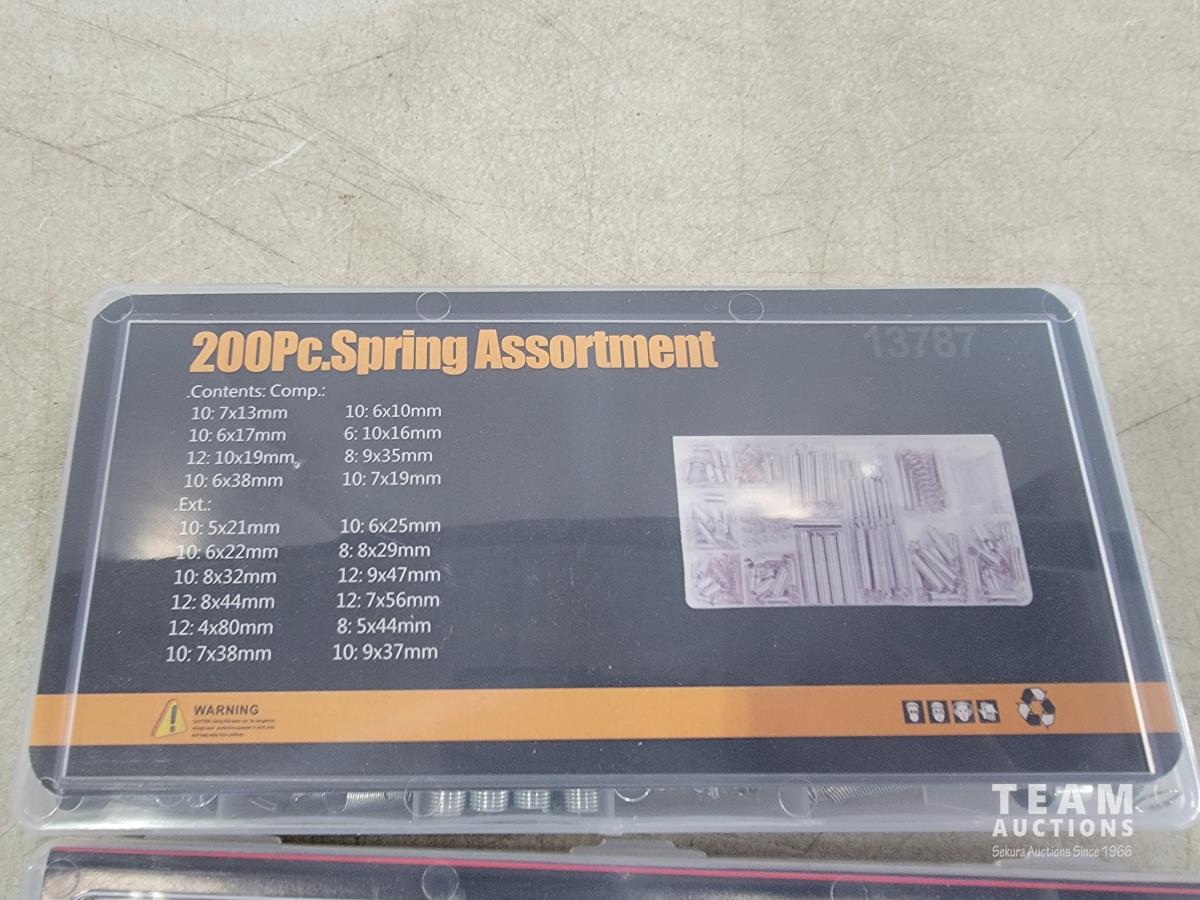 200Pc.Spring Assortment
13787
.Contents: Comp.:
10: 7x13mm 10: 6x10mm
10: 6x17mm 6: 10x16mm
12: 10x19mm 8: 9x35mm
10: 6x38mm 10: 7x19mm
.Ext.:
10: 5x21mm 10: 6x25mm
10: 6x22mm 8: 8x29mm
10: 8x32mm 12: 9x47mm
12: 8x44mm 12: 7x56mm
12: 4x80mm 8: 5x44mm
10: 7x38mm 10: 9x37mm
WARNING
TEAM
AUCTIONS
Sekura Auctions Since 1966